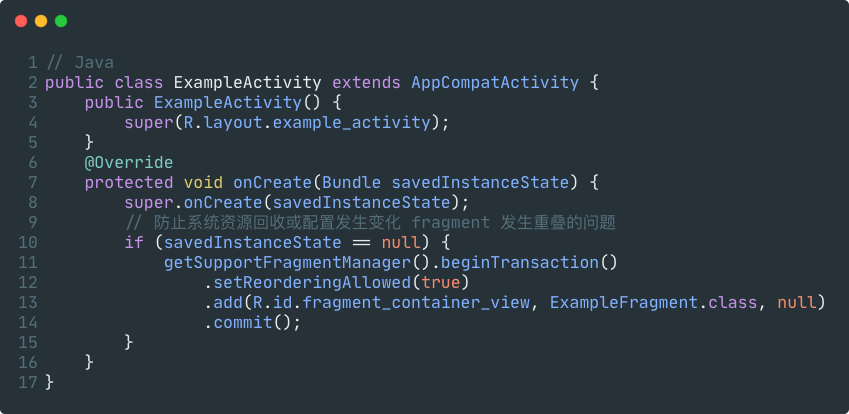 1 // Java
2 public class ExampleActivity extends AppCompatActivity {
3     public ExampleActivity() {
4         super(R.layout.example_activity);
5     }
6     @Override
7     protected void onCreate(Bundle savedInstanceState) {
8         super.onCreate(savedInstanceState);
9         // 防止系统资源回收或配置发生变化 fragment 发生重叠的问题
10         if (savedInstanceState == null) {
11             getSupportFragmentManager().beginTransaction()
12                 .setReorderingAllowed(true)
13                 .add(R.id.fragment_container_view, ExampleFragment.class, null)
14                 .commit();
15         }
16     }
17 }